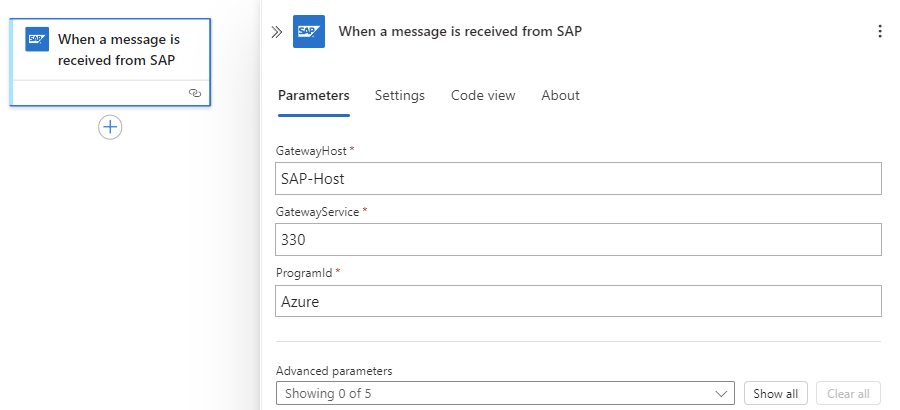 SAP
When a message is
received from SAP
SAP
When a message is received from SAP
Parameters
Settings
Code view
About
GatewayHost *
SAP-Host
GatewayService *
330
ProgramId *
Azure
Advanced parameters
Showing 0 of 5
Show all
Clear all